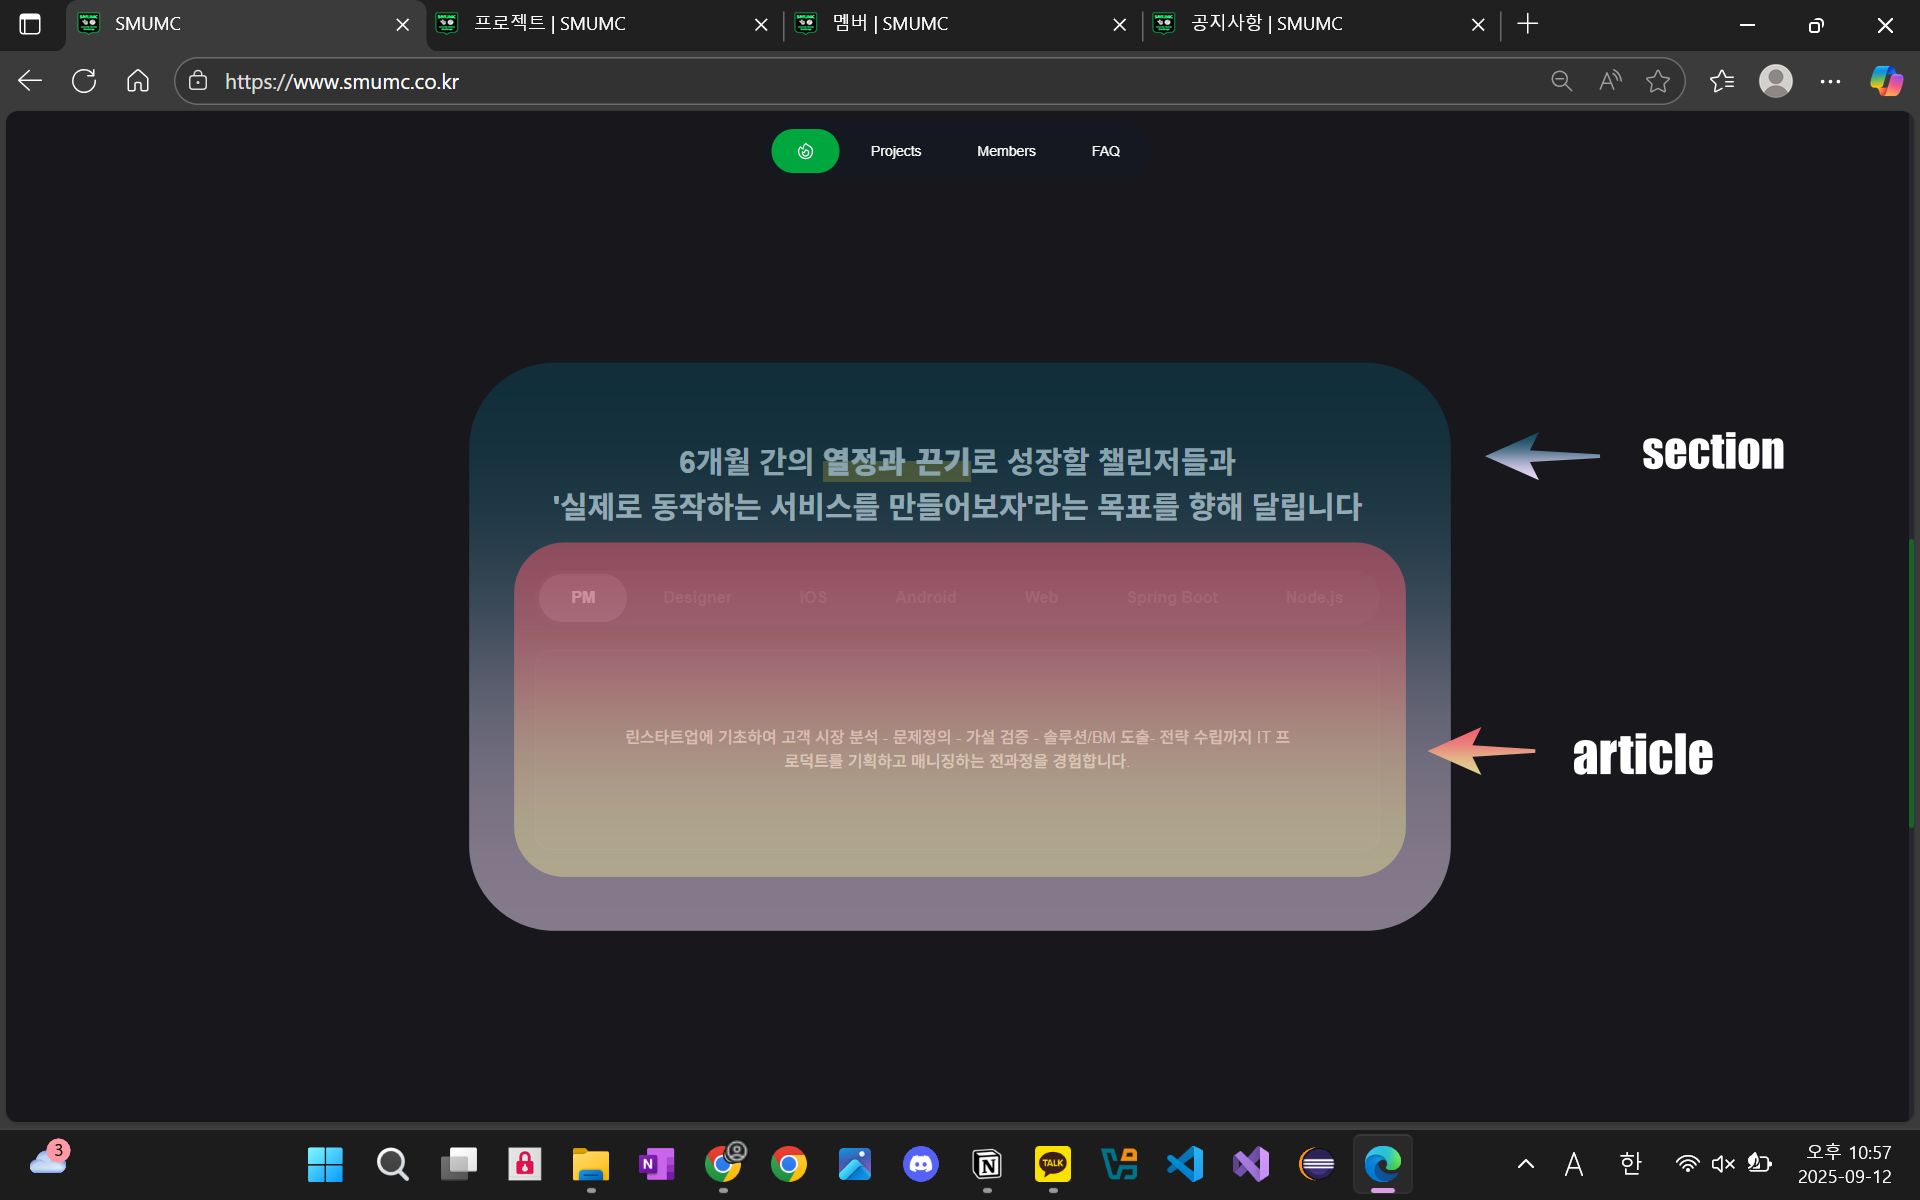 SMUMC
프로젝트 | SMUMC
멤버 | SMUMC
공지사항 | SMUMC
https://www.smumc.co.kr
Projects
Members
FAQ
6개월 간의 열정과 끈기로 성장할 챌린저들과
'실제로 동작하는 서비스를 만들어보자'라는 목표를 향해 달립니다
section
PM
Designer
iOS
Android
Web
Spring Boot
Node.js
린스타트업에 기초하여 고객 시장 분석 - 문제정의 - 가설 검증 - 솔루션/BM 도출- 전략 수립까지 IT 프
로덕트를 기획하고 매니징하는 전과정을 경험합니다.
article
3
N
TALK
A
한
오후 10:57
2025-09-12